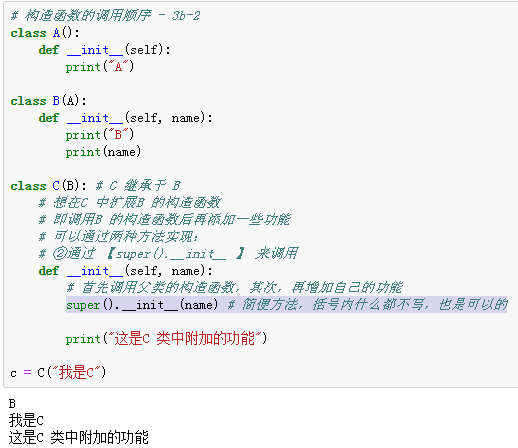 # 构造函数的调用顺序 - 3b-2
class A():
    def __init__(self):
        print("A")
class B(A):
    def __init__(self, name):
        print("B")
        print(name)
class C(B): # C 继承于 B
    # 想在C 中扩展B 的构造函数
    # 即调用B 的构造函数后再添加一些功能
    # 可以通过两种方法实现:
    # ②通过 【super().__init__ 】 来调用
    def __init__(self, name):
        # 首先调用父类的构造函数，其次，再增加自己的功能
        super().__init__(name) # 简便方法，括号内什么都不写，也是可以的
        print("这是C 类中附加的功能")
c = C("我是C")
B
我是C
这是C 类中附加的功能